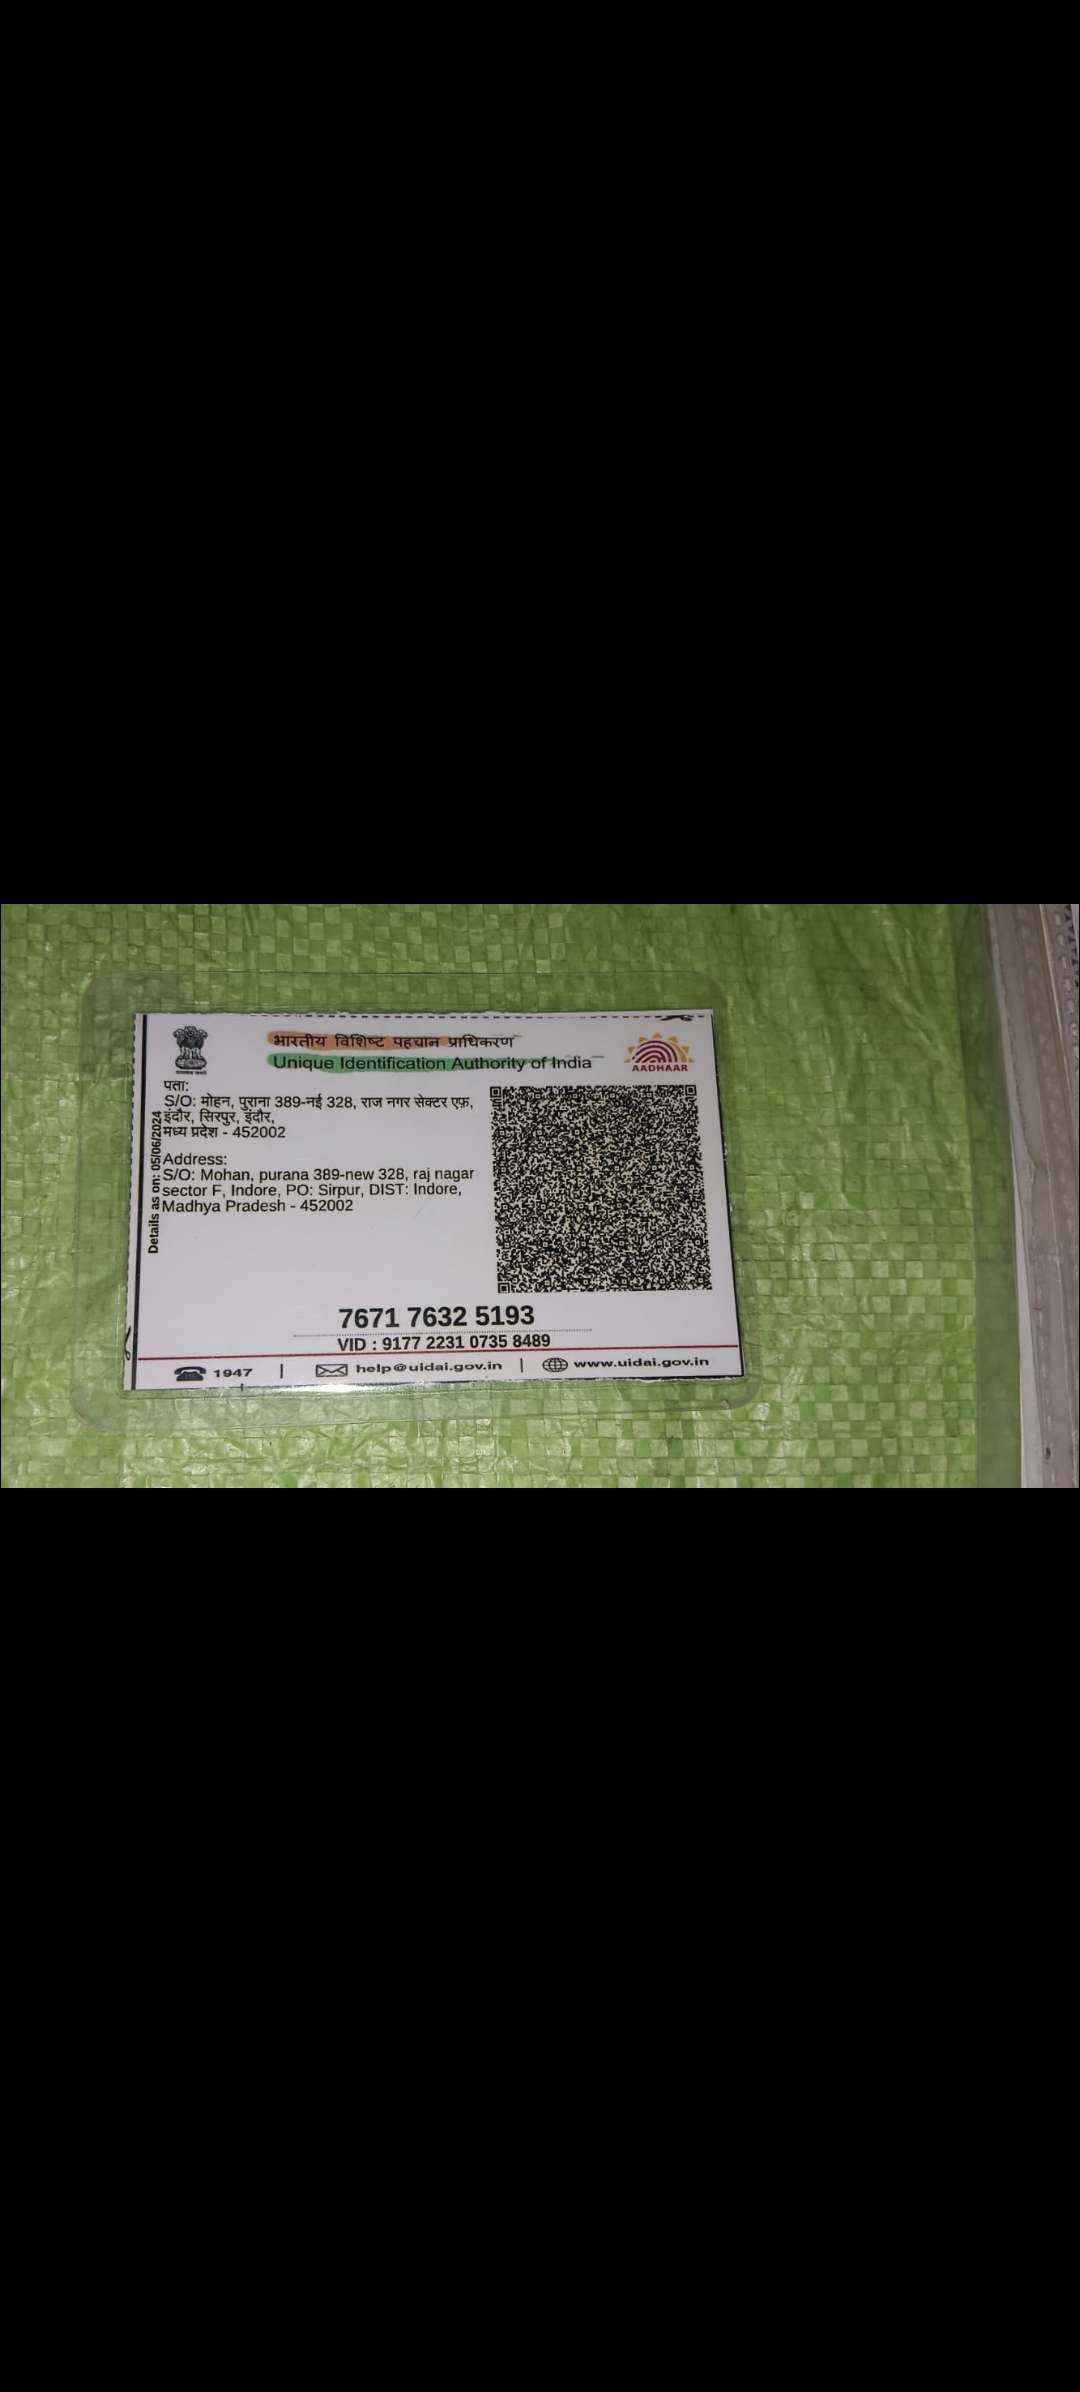 भारतीय विशिष्ट पहचान प्राधिकरण
Unique Identification Authority of India
AADHAAR
पता:
S/O: मोहन, पुराना 389-नई 328, राज नगर सेक्टर एफ़,
इंदौर, सिरपुर, इंदौर,
मध्य प्रदेश - 452002
Address:
S/O: Mohan, purana 389-new 328, raj nagar
sector F, Indore, PO: Sirpur, DIST: Indore,
Madhya Pradesh - 452002
Details as on: 05/06/2024
7671 7632 5193
VID : 9177 2231 0735 8489
1947 | help@uidai.gov.in | www.uidai.gov.in